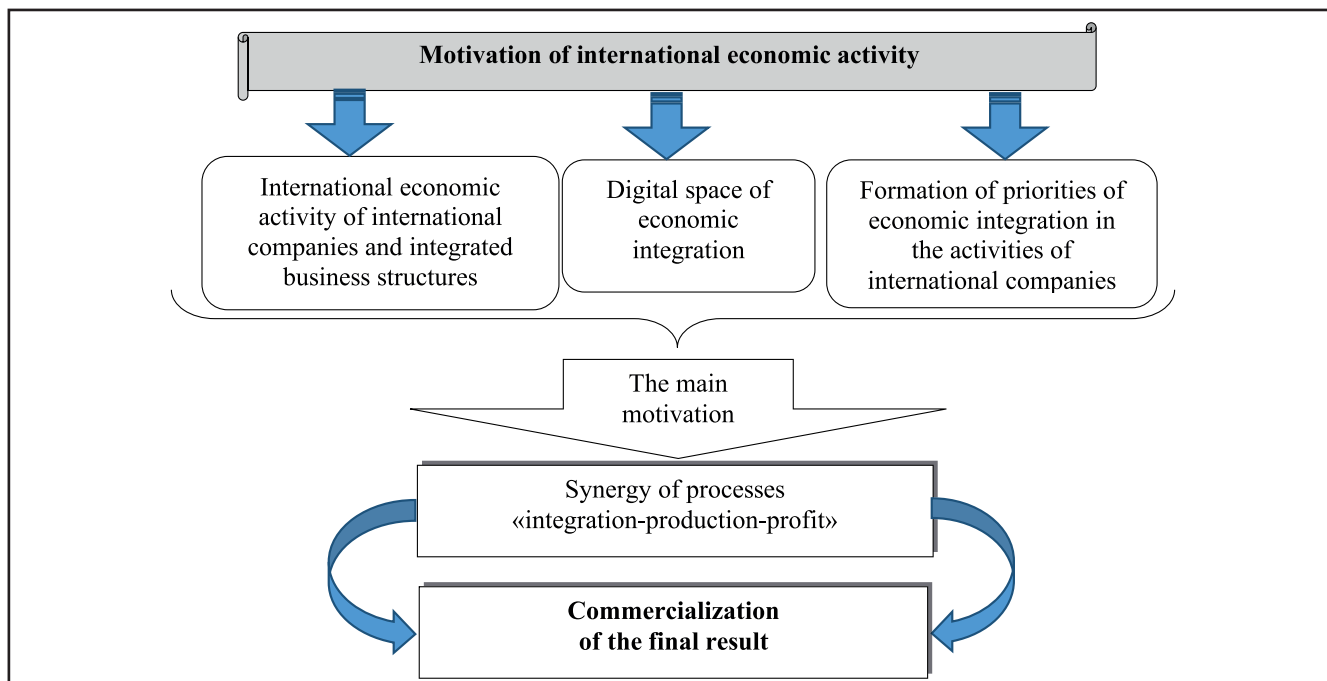 Motivation of international economic activity
International economic
activity of international
companies and integrated
business structures
Digital space of
economic
integration
Formation of priorities of
economic integration in
the activities of
international companies
The main
motivation
Synergy of processes
«integration-production-profit»
Commercialization
of the final result